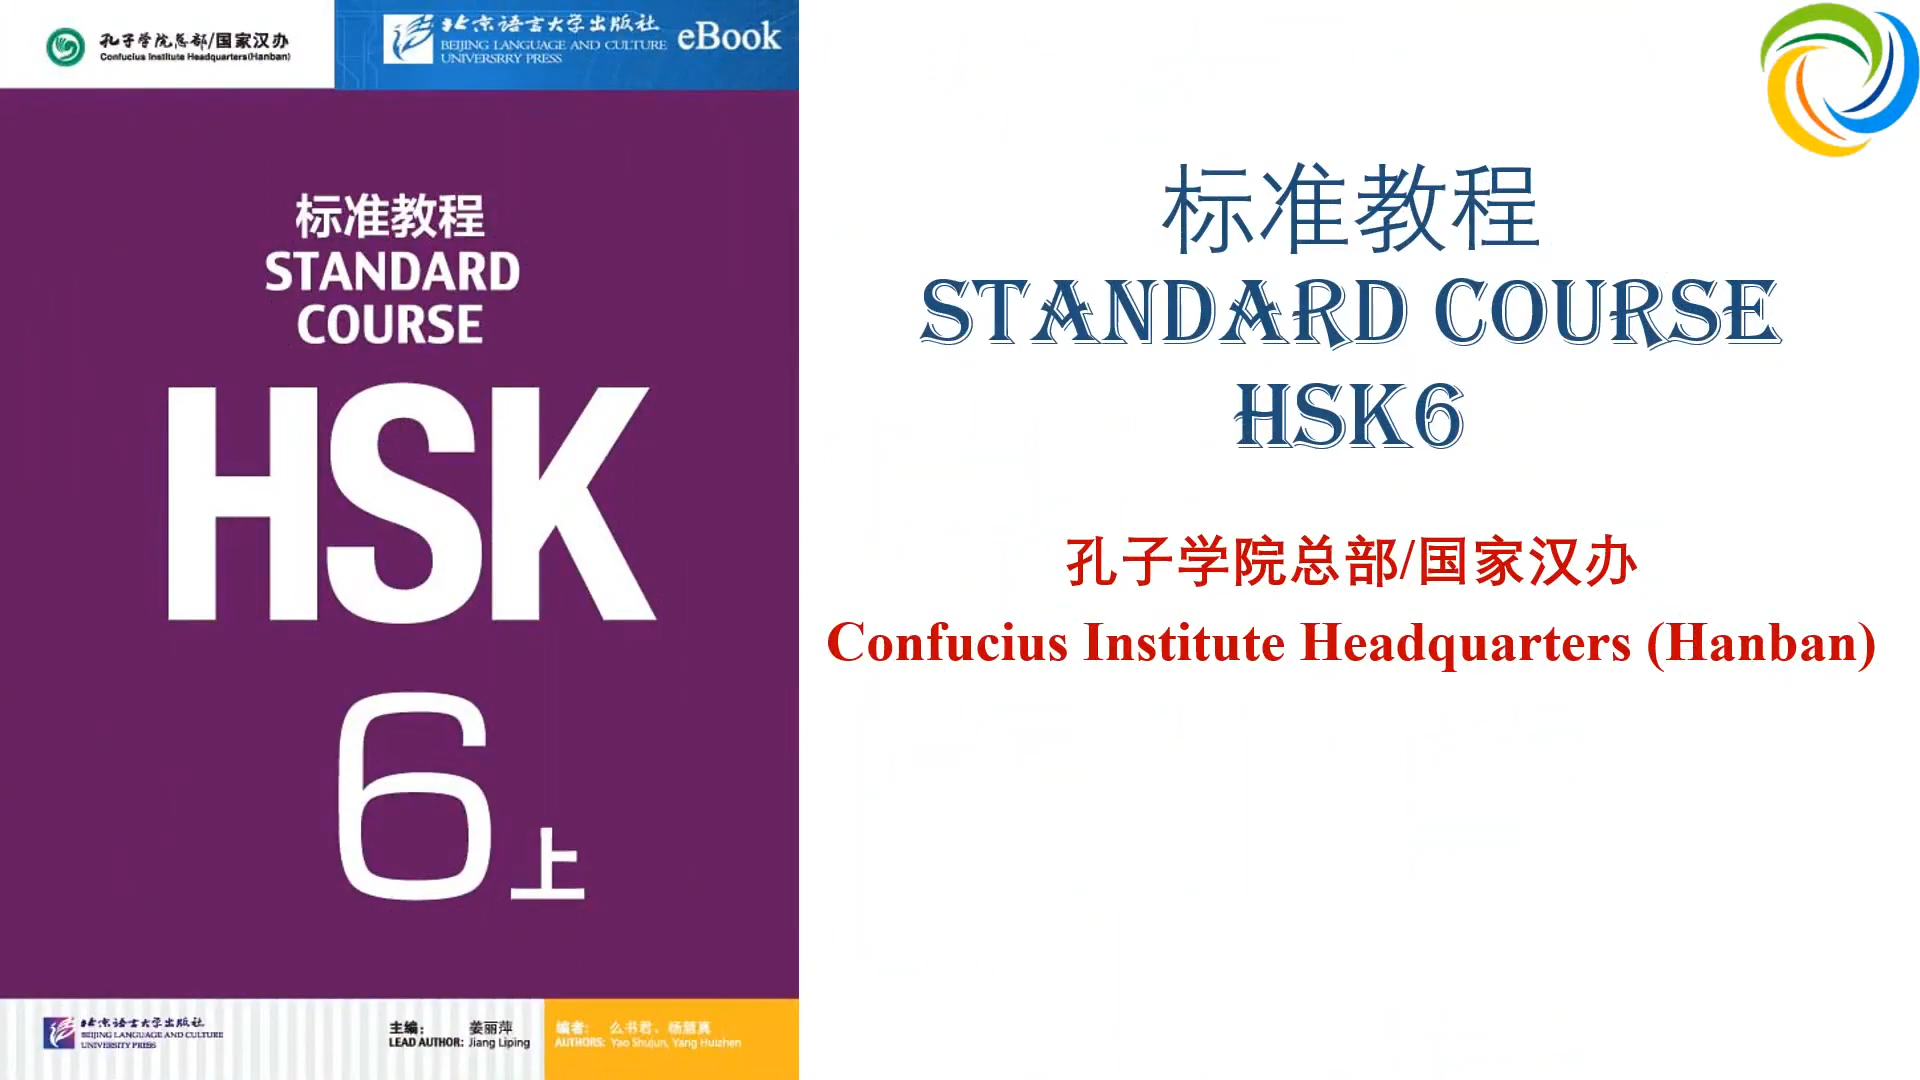 孔子学院总部/国家汉办
Confucius Institute Headquarters(Hanban)
北京语言大学出版社
BEIJING LANGUAGE AND CULTURE
UNIVERSRRY PRESS
eBook
标准教程
STANDARD
COURSE
HSK
6上
北京语言大学出版社
BEIJING LANGUAGE AND CULTURE
UNIVERSITY PRESS
主编： 姜丽萍
LEAD AUTHOR: Jiang Liping
编者： 么书君、杨慧真
AUTHORS: Yao Shujun, Yang Huizhen
标准教程
STANDARD COURSE
HSK6
孔子学院总部/国家汉办
Confucius Institute Headquarters (Hanban)